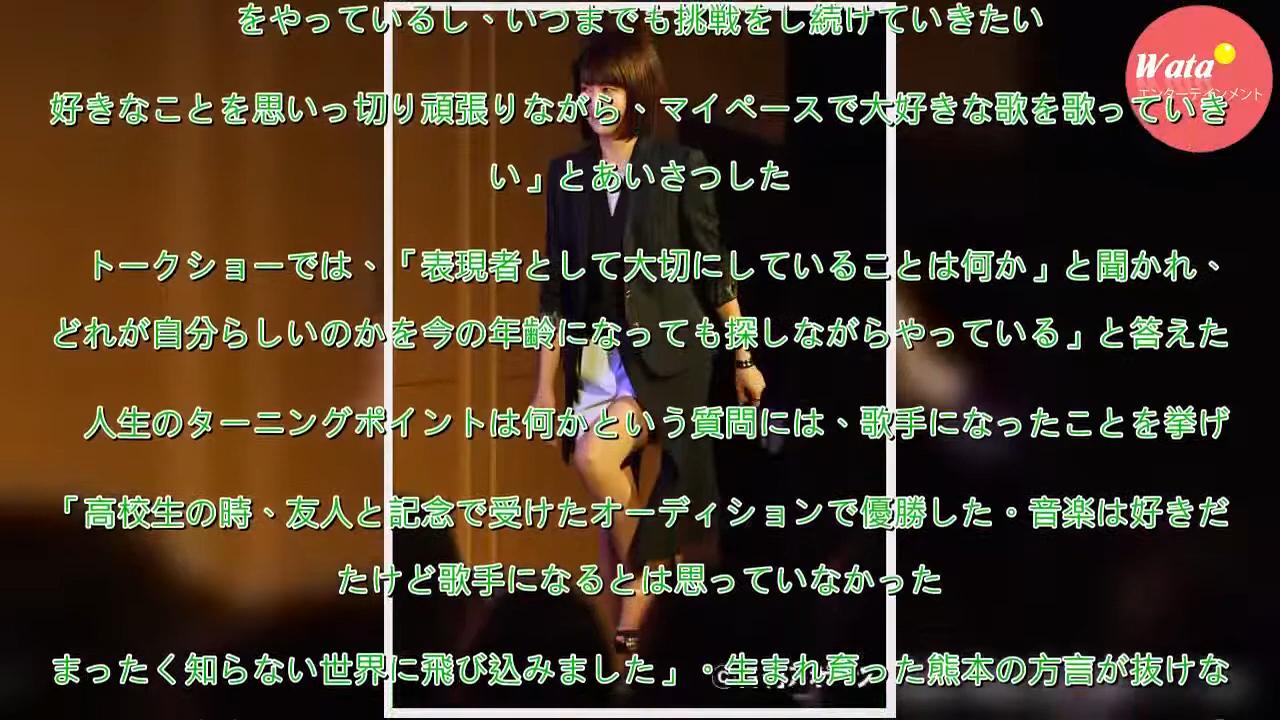 をやっているし、いつまでも挑戦をし続けていきたい
Wata
エンターテインメント
好きなことを思いっ切り頑張りながら、マイペースで大好きな歌を歌っていき
い」とあいさつした
トークショーでは、「表現者として大切にしていることは何か」と聞かれ、
どれが自分らしいのかを今の年齢になっても探しながらやっている」と答えた
人生のターニングポイントは何かという質問には、歌手になったことを挙げ
「高校生の時、友人と記念で受けたオーディションで優勝した。音楽は好きだ
たけど歌手になるとは思っていなかった
まったく知らない世界に飛び込みました」。生まれ育った熊本の方言が抜けな